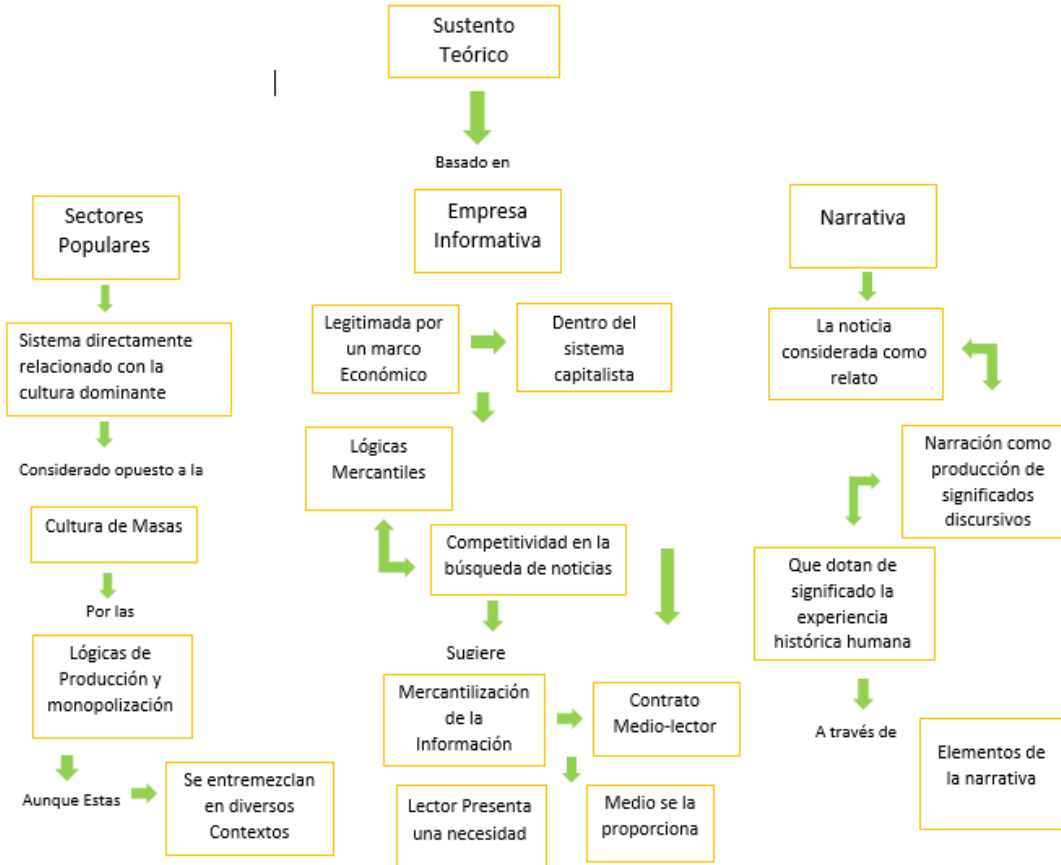 Sustento
Teórico
Basado en
Sectores
Populares
Sistema directamente
relacionado con la
cultura dominante
Considerado opuesto a la
Cultura de Masas
Por las
Lógicas de
Producción y
monopolización
Aunque Estas
Se entremezclan
en diversos
Contextos
Empresa
Informativa
Legitimada por
un marco
Económico
Dentro del
sistema
capitalista
Lógicas
Mercantiles
Competitividad en la
búsqueda de noticias
Sugiere
Mercantilización
de la
Información
Contrato
Medio-lector
Lector Presenta
una necesidad
Medio se la
proporciona
Narrativa
La noticia
considerada como
relato
Narración como
producción de
significados
discursivos
Que dotan de
significado la
experiencia
histórica humana
A través de
Elementos de
la narrativa